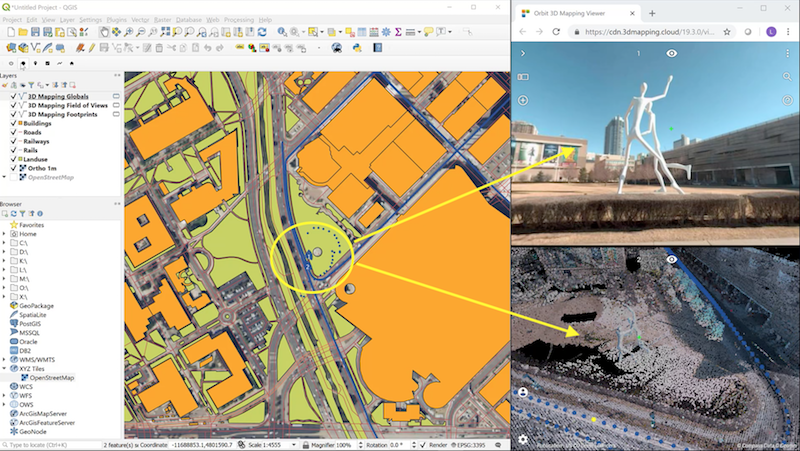 *Untitled Project - QGIS
Project Edit View Layer Settings Plugins Vector Raster Database Web Processing Help
Layers
3D Mapping Globals
3D Mapping Field of Views
3D Mapping Footprints
Buildings
Roads
Railways
Rails
Landuse
Ortho 1m
OpenStreetMap
Browser
Favorites
Home
C:\
D:\
K:\
L:\
M:\
O:\
X:\
GeoPackage
SpatiaLite
PostGIS
MSSQL
Oracle
DB2
WMS/WMTS
XYZ Tiles
OpenStreetMap
WCS
WFS
OWS
ArcGisMapServer
ArcGisFeatureServer
GeoNode
Type to locate (Ctrl+K)
2 feature(s) s Coordinate -11688853.1,4801590.7
Scale 1:4555
Magnifier 100%
Rotation 0.0 °
Render
EPSG:3395
Orbit 3D Mapping Viewer
https://cdn.3dmapping.cloud/19.3.0/vi...
L
1